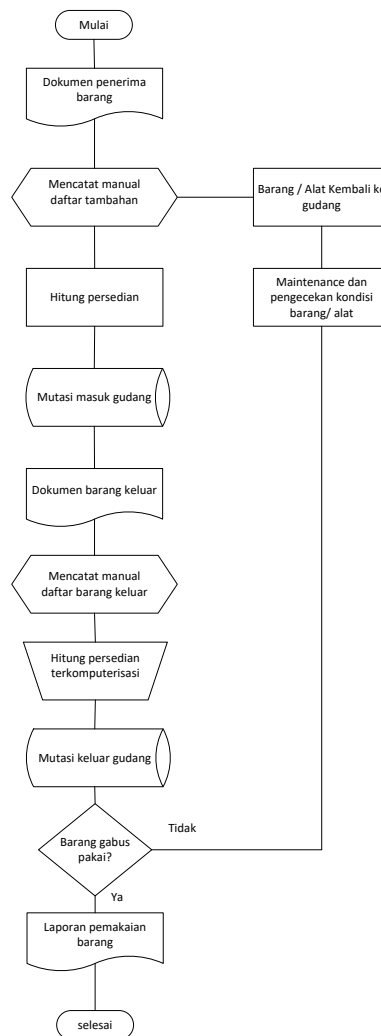 Mulai
Dokumen penerima
barang
Mencatat manual
daftar tambahan
Barang / Alat Kembali ke
gudang
Hitung persedian
Maintenance dan
pengecekan kondisi
barang/ alat
Mutasi masuk gudang
Dokumen barang keluar
Mencatat manual
daftar barang keluar
Hitung persedian
terkomputerisasi
Mutasi keluar gudang
Barang gabus
pakai?
Tidak
Ya
Laporan pemakaian
barang
selesai